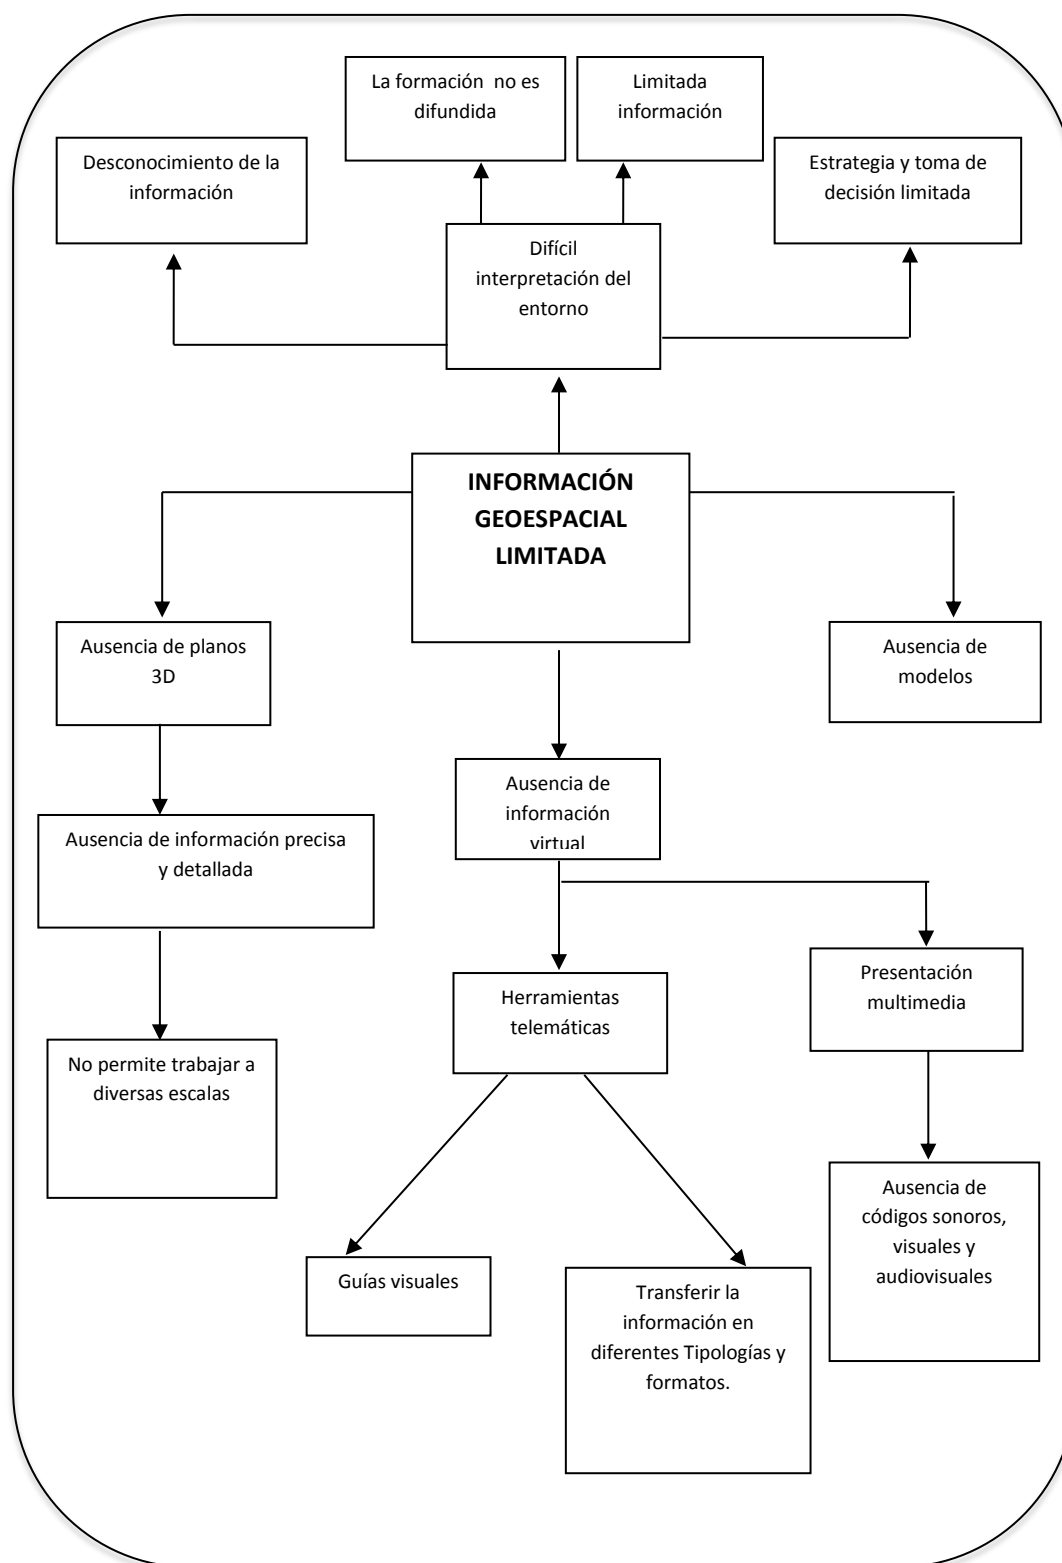 La formación  no es
difundida
Limitada
información
Desconocimiento de la
información
Estrategia y toma de
decisión limitada
Difícil
interpretación del
entorno
INFORMACIÓN
GEOESPACIAL
LIMITADA
Ausencia de planos
3D
Ausencia de
modelos
Ausencia de
información
virtual
Ausencia de información precisa
y detallada
Herramientas
telemáticas
Presentación
multimedia
No permite trabajar a
diversas escalas
Ausencia de
códigos sonoros,
visuales y
audiovisuales
Guías visuales
Transferir la
información en
diferentes Tipologías y
formatos.